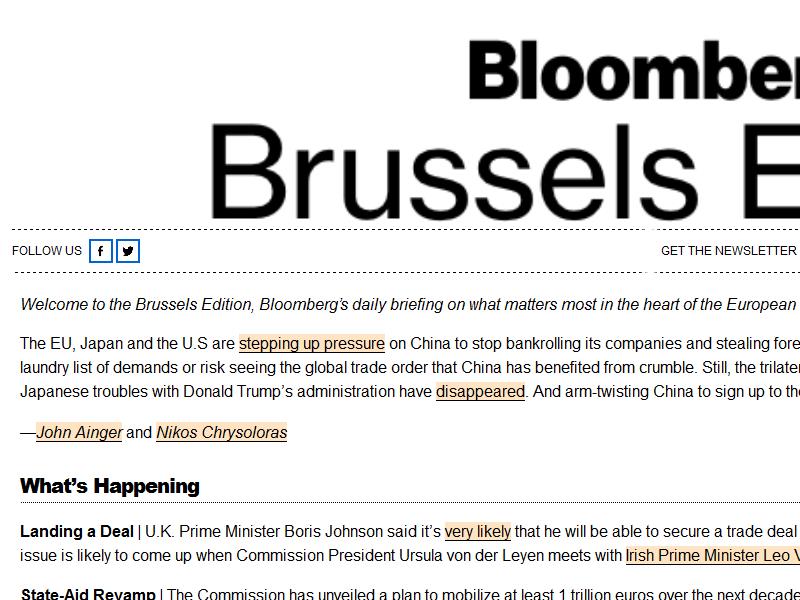 Bloomber
Brussels E
FOLLOW US
GET THE NEWSLETTER
Welcome to the Brussels Edition, Bloomberg’s daily briefing on what matters most in the heart of the European
The EU, Japan and the U.S are stepping up pressure on China to stop bankrolling its companies and stealing fore
laundry list of demands or risk seeing the global trade order that China has benefited from crumble. Still, the trilater
Japanese troubles with Donald Trump’s administration have disappeared. And arm-twisting China to sign up to the
—John Ainger and Nikos Chrysoloras
What’s Happening
Landing a Deal | U.K. Prime Minister Boris Johnson said it’s very likely that he will be able to secure a trade deal
issue is likely to come up when Commission President Ursula von der Leyen meets with Irish Prime Minister Leo V
State-Aid Revamp | The Commission has unveiled a plan to mobilize at least 1 trillion euros over the next decade